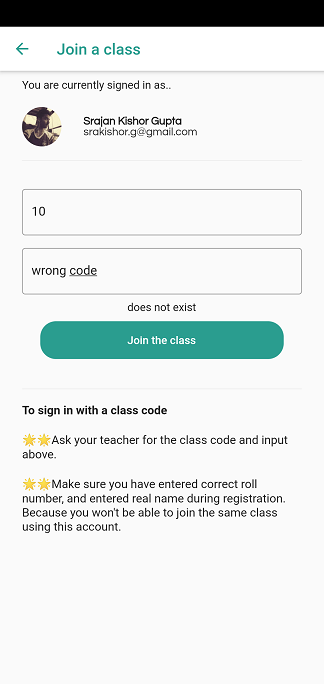 Join a class
You are currently signed in as..
Srajan Kishor Gupta
srakishor.g@gmail.com
10
wrong code
does not exist
Join the class
To sign in with a class code
🌟🌟Ask your teacher for the class code and input
above.
🌟🌟Make sure you have entered correct roll
number, and entered real name during registration.
Because you won't be able to join the same class
using this account.